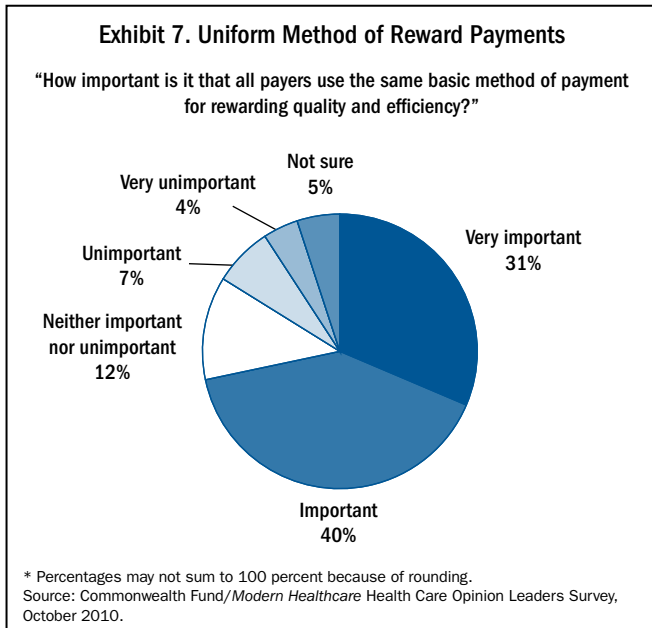 Exhibit 7. Uniform Method of Reward Payments
“How important is it that all payers use the same basic method of payment
for rewarding quality and efficiency?”
Not sure
5%
Very unimportant
4%
Very important
31%
Unimportant
7%
Neither important
nor unimportant
12%
Important
40%
* Percentages may not sum to 100 percent because of rounding.
Source: Commonwealth Fund/Modern Healthcare Health Care Opinion Leaders Survey,
October 2010.